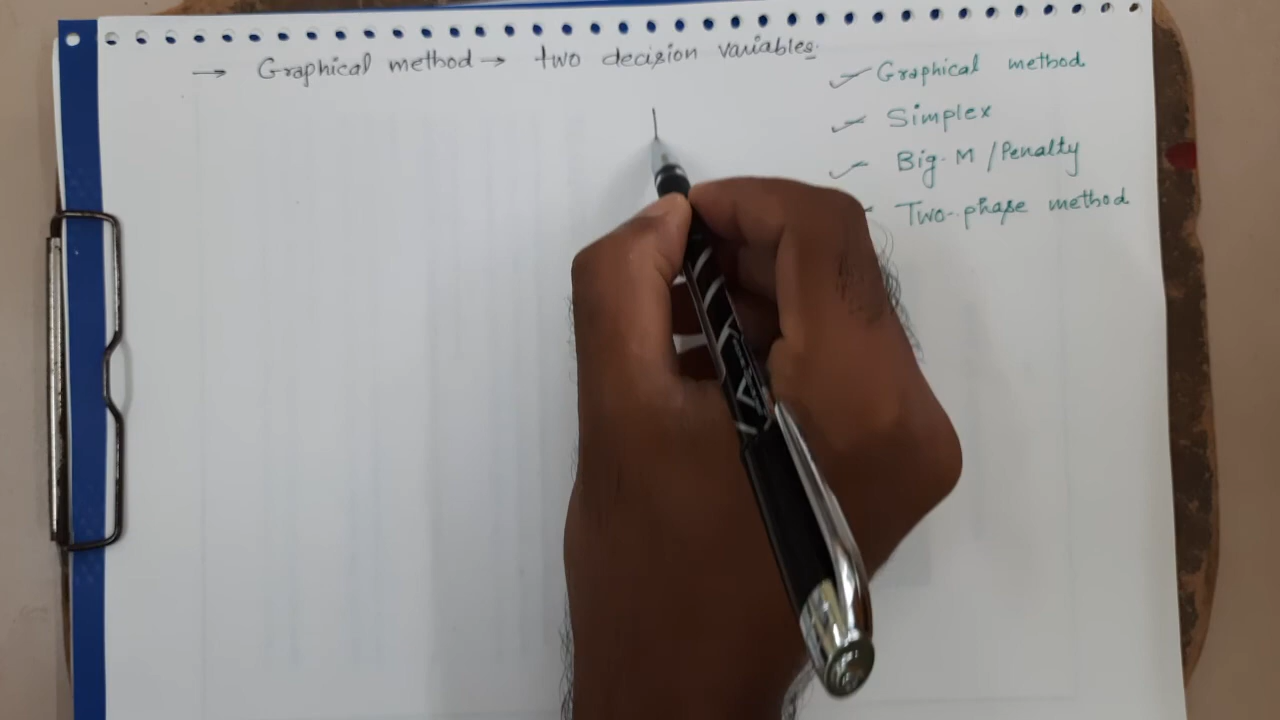 → Graphical method → two decision variables.
✓ Graphical method
✓ Simplex
✓ Big-M / Penalty
Two-phase method